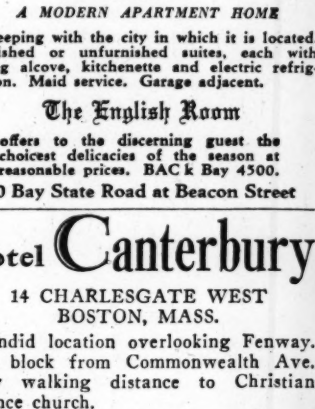 A MODERN APARTMENT HOME
eeping with the city in which it is located.
ished or unfurnished suites, each with
g alcove, kitchenette and electric refrig-
on. Maid service. Garage adjacent.
The English Room
offers to the discerning guest the
choicest delicacies of the season at
reasonable prices. BAC k Bay 4500.
0 Bay State Road at Beacon Street
otel Canterbury
14 CHARLESGATE WEST
BOSTON, MASS.
ndid location overlooking Fenway.
block from Commonwealth Ave.
walking distance to Christian
nce church.